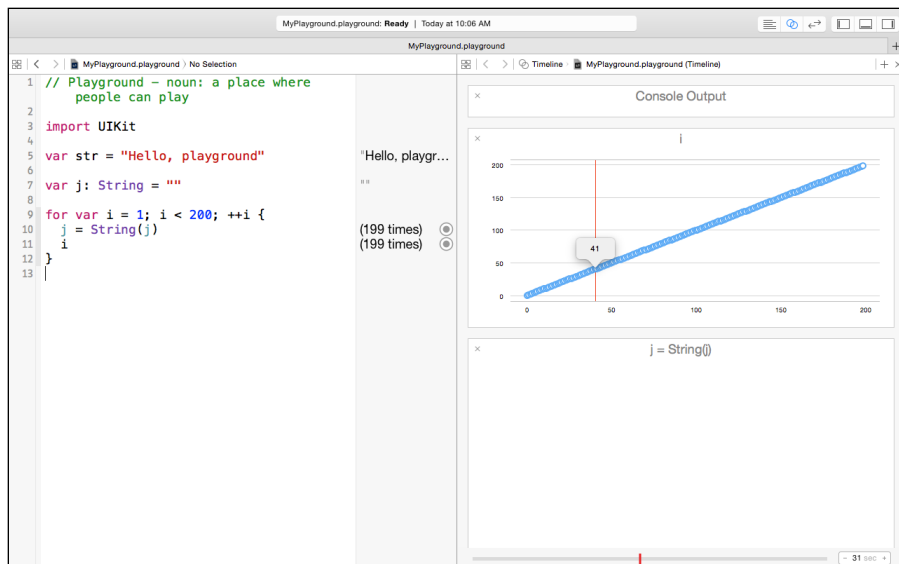 MyPlayground.playground: Ready | Today at 10:06 AM
MyPlayground.playground
MyPlayground.playground › No Selection
Timeline › MyPlayground.playground (Timeline)
1 // Playground – noun: a place where
people can play
2
3 import UIKit
4
5 var str = "Hello, playground"
"Hello, playgr...
6
7 var j: String = ""
""
8
9 for var i = 1; i < 200; ++i {
10 j = String(j)
(199 times)
11 i
(199 times)
12 }
13
Console Output
i
200
150
100
50
0
41
0 50 100 150 200
j = String(j)
- 31 sec +